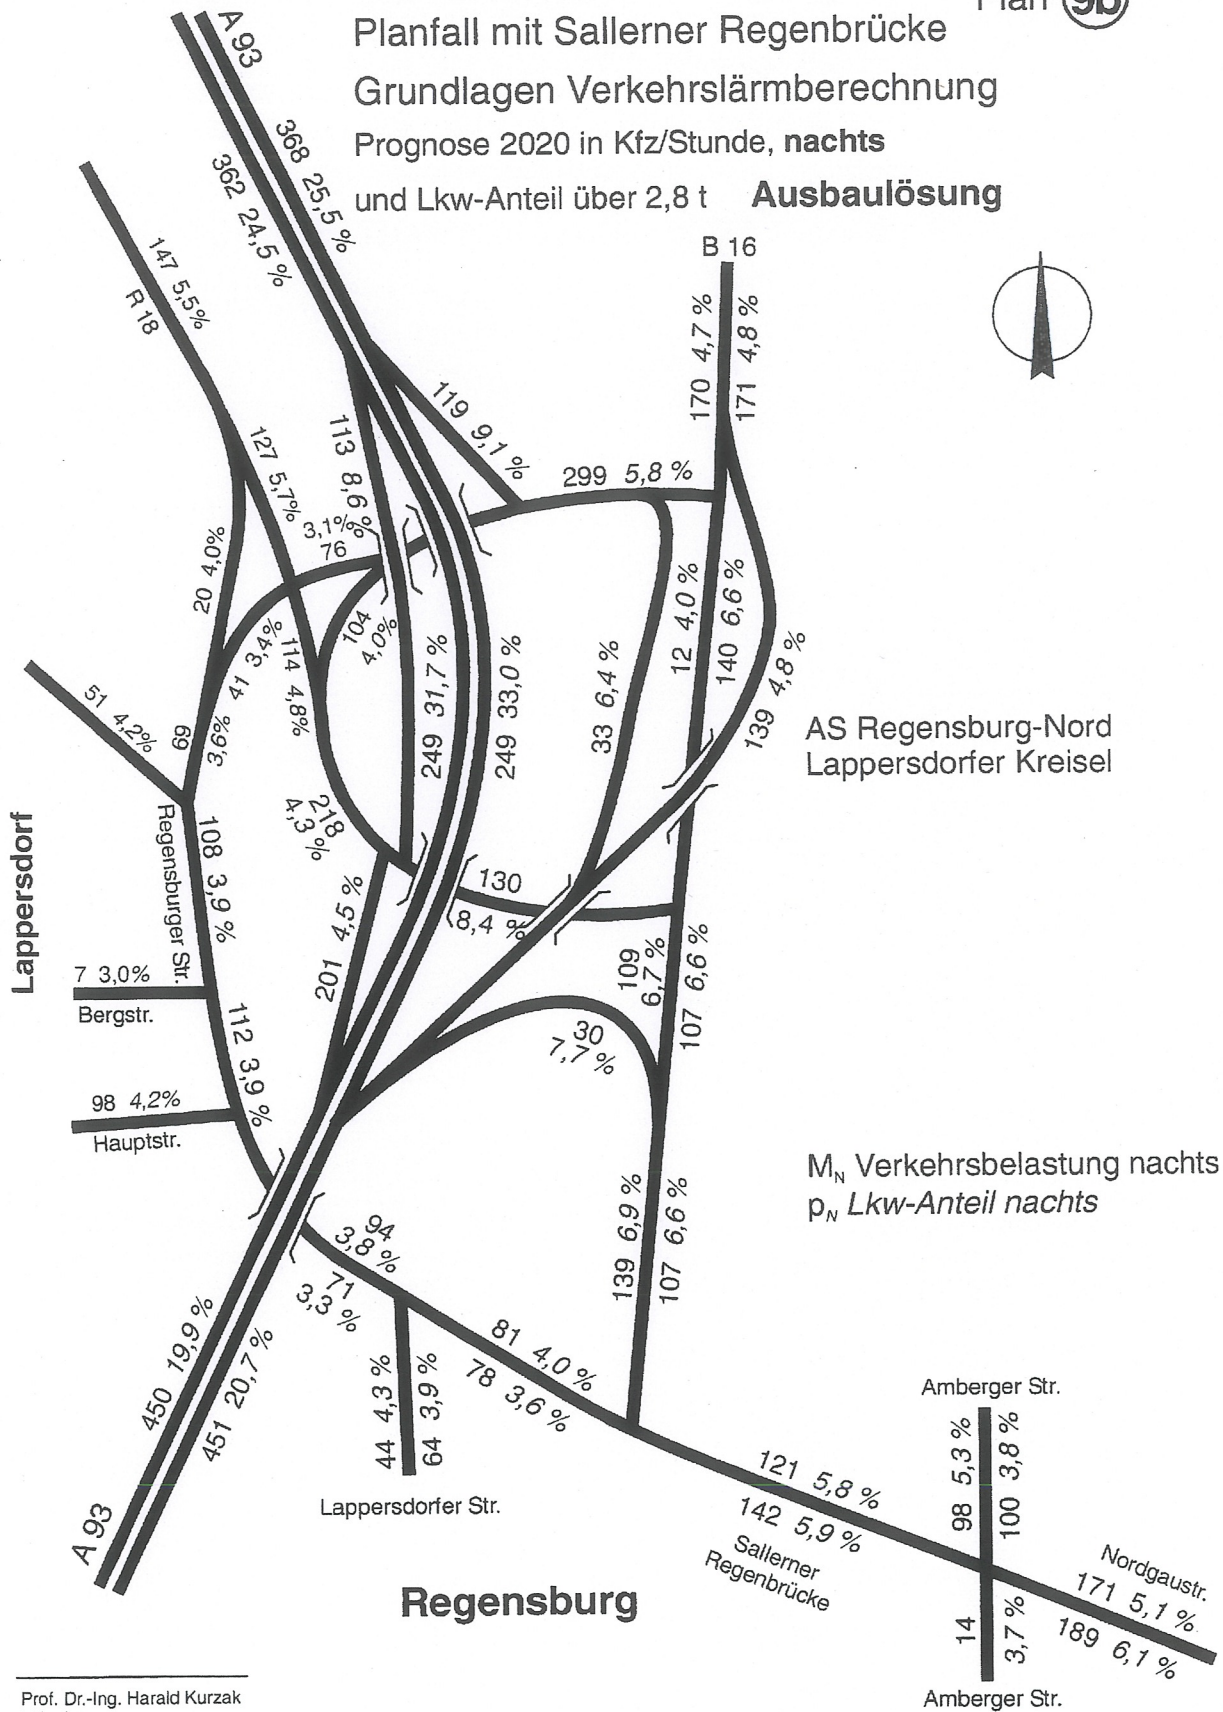 Plan 9b
Planfall mit Sallerner Regenbrücke
Grundlagen Verkehrslärmberechnung
Prognose 2020 in Kfz/Stunde, nachts
und Lkw-Anteil über 2,8 t Ausbaulösung
A 93
368 25,5 %
362 24,5 %
B 16
170 4,7 %
171 4,8 %
147 5,5%
R 18
119 9,1 %
113 8,6 %
127 5,7%
299 5,8 %
3,1%
76
20 4,0%
104
4,0%
41 3,4%
114 4,8%
12 4,0 %
140 6,6 %
139 4,8 %
33 6,4 %
249 31,7 %
249 33,0 %
51 4,2%
69
3,6%
AS Regensburg-Nord
Lappersdorfer Kreisel
218
4,3 %
Lappersdorf
Regensburger Str.
108 3,9 %
130
8,4 %
201 4,5 %
109
6,7 %
107 6,6 %
7 3,0%
Bergstr.
112 3,9 %
30
7,7 %
98 4,2%
Hauptstr.
M_N Verkehrsbelastung nachts
p_N Lkw-Anteil nachts
94
3,8 %
71
3,3 %
139 6,9 %
107 6,6 %
450 19,9 %
451 20,7 %
81 4,0 %
78 3,6 %
44 4,3 %
64 3,9 %
Lappersdorfer Str.
A 93
Amberger Str.
98 5,3 %
100 3,8 %
121 5,8 %
142 5,9 %
Sallerner
Regenbrücke
Nordgaustr.
171 5,1 %
189 6,1 %
14
3,7 %
Amberger Str.
Regensburg
Prof. Dr.-Ing. Harald Kurzak